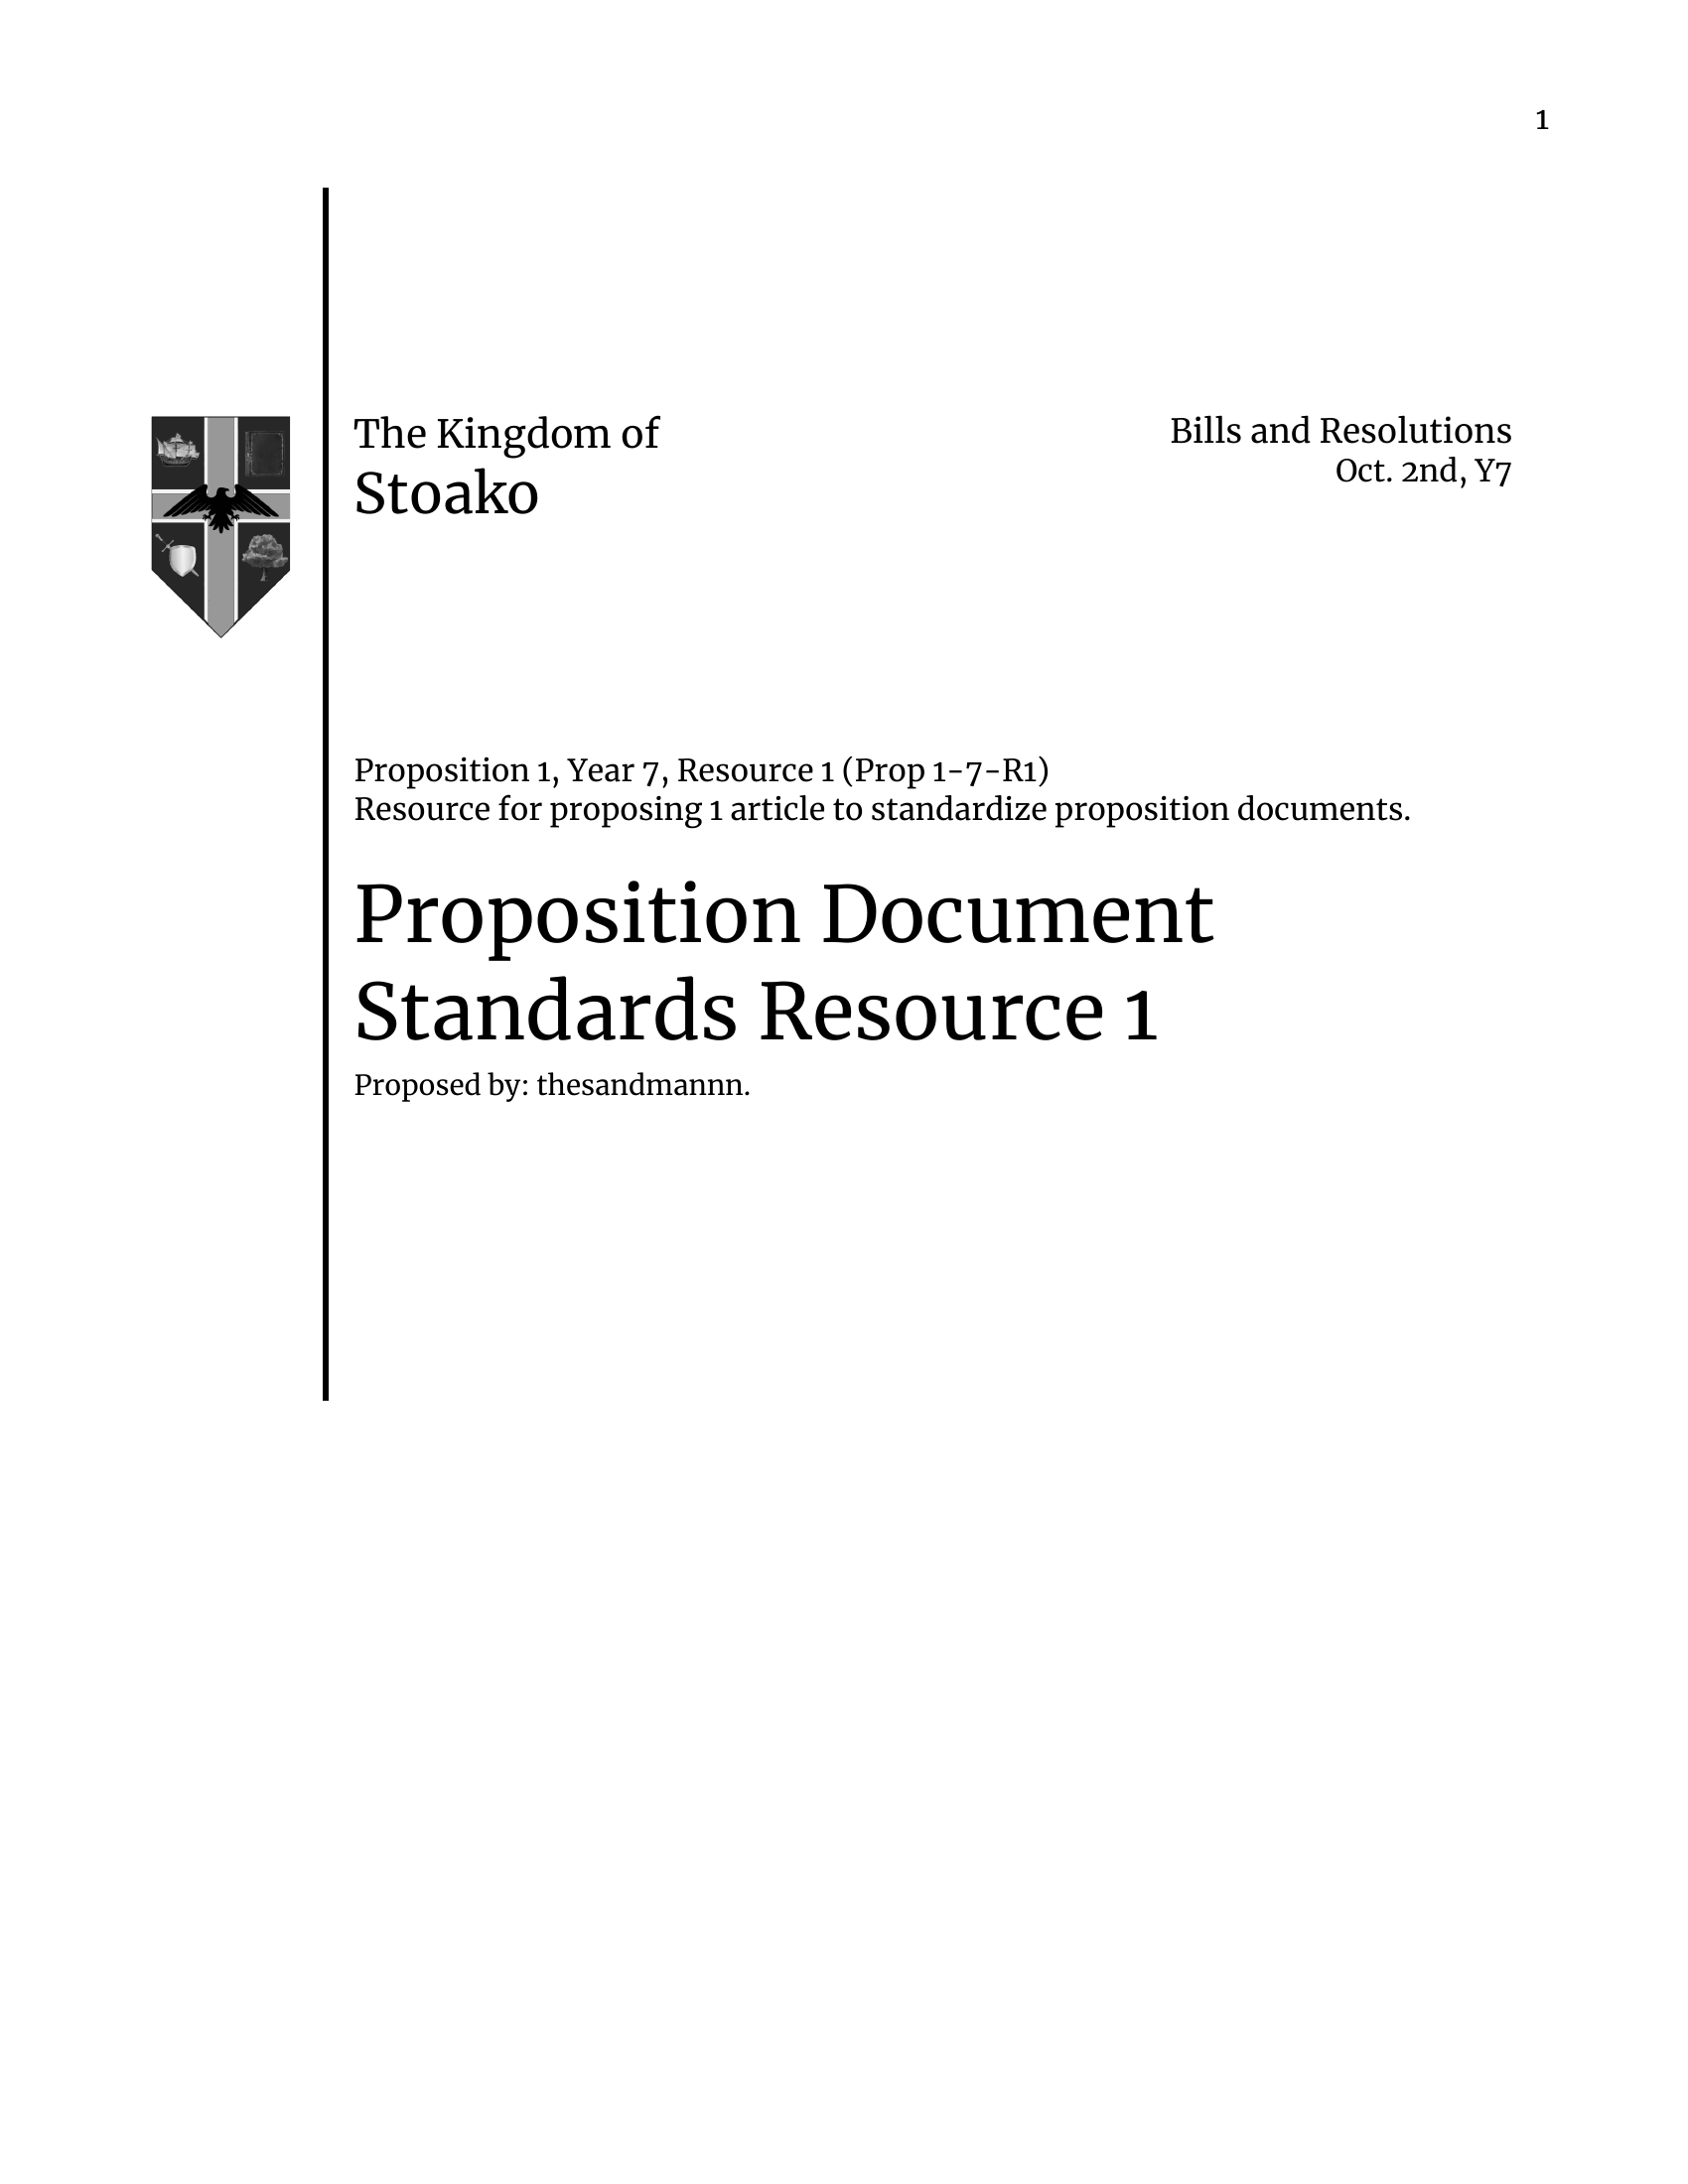 1
The Kingdom of
Stoako
Bills and Resolutions
Oct. 2nd, Y7
Proposition 1, Year 7, Resource 1 (Prop 1-7-R1)
Resource for proposing 1 article to standardize proposition documents.
Proposition Document
Standards Resource 1
Proposed by: thesandmannn.